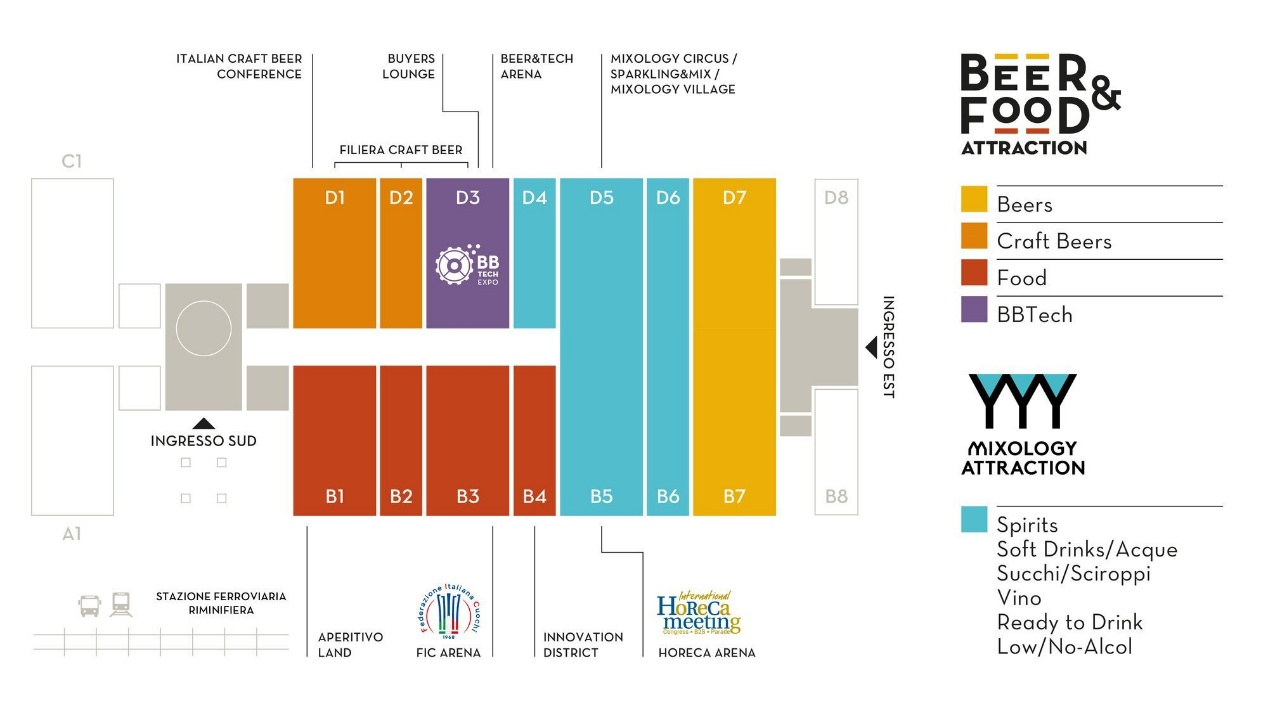 ITALIAN CRAFT BEER
CONFERENCE
BUYERS
LOUNGE
BEER&TECH
ARENA
MIXOLOGY CIRCUS /
SPARKLING&MIX /
MIXOLOGY VILLAGE
FILIERA CRAFT BEER
C1
D1
D2
D3
D4
D5
D6
D7
D8
BB
TECH
EXPO
INGRESSO EST
INGRESSO SUD
B1
B2
B3
B4
B5
B6
B7
B8
A1
STAZIONE FERROVIARIA
RIMINIFIERA
APERITIVO
LAND
Federazione Italiana Cuochi
1968
FIC ARENA
INNOVATION
DISTRICT
International
HoReCa
meeting
Congress • B2B • Parade
HORECA ARENA
BEER&
FOOD
ATTRACTION
Beers
Craft Beers
Food
BBTech
MIXOLOGY
ATTRACTION
Spirits
Soft Drinks/Acque
Succhi/Sciroppi
Vino
Ready to Drink
Low/No-Alcol